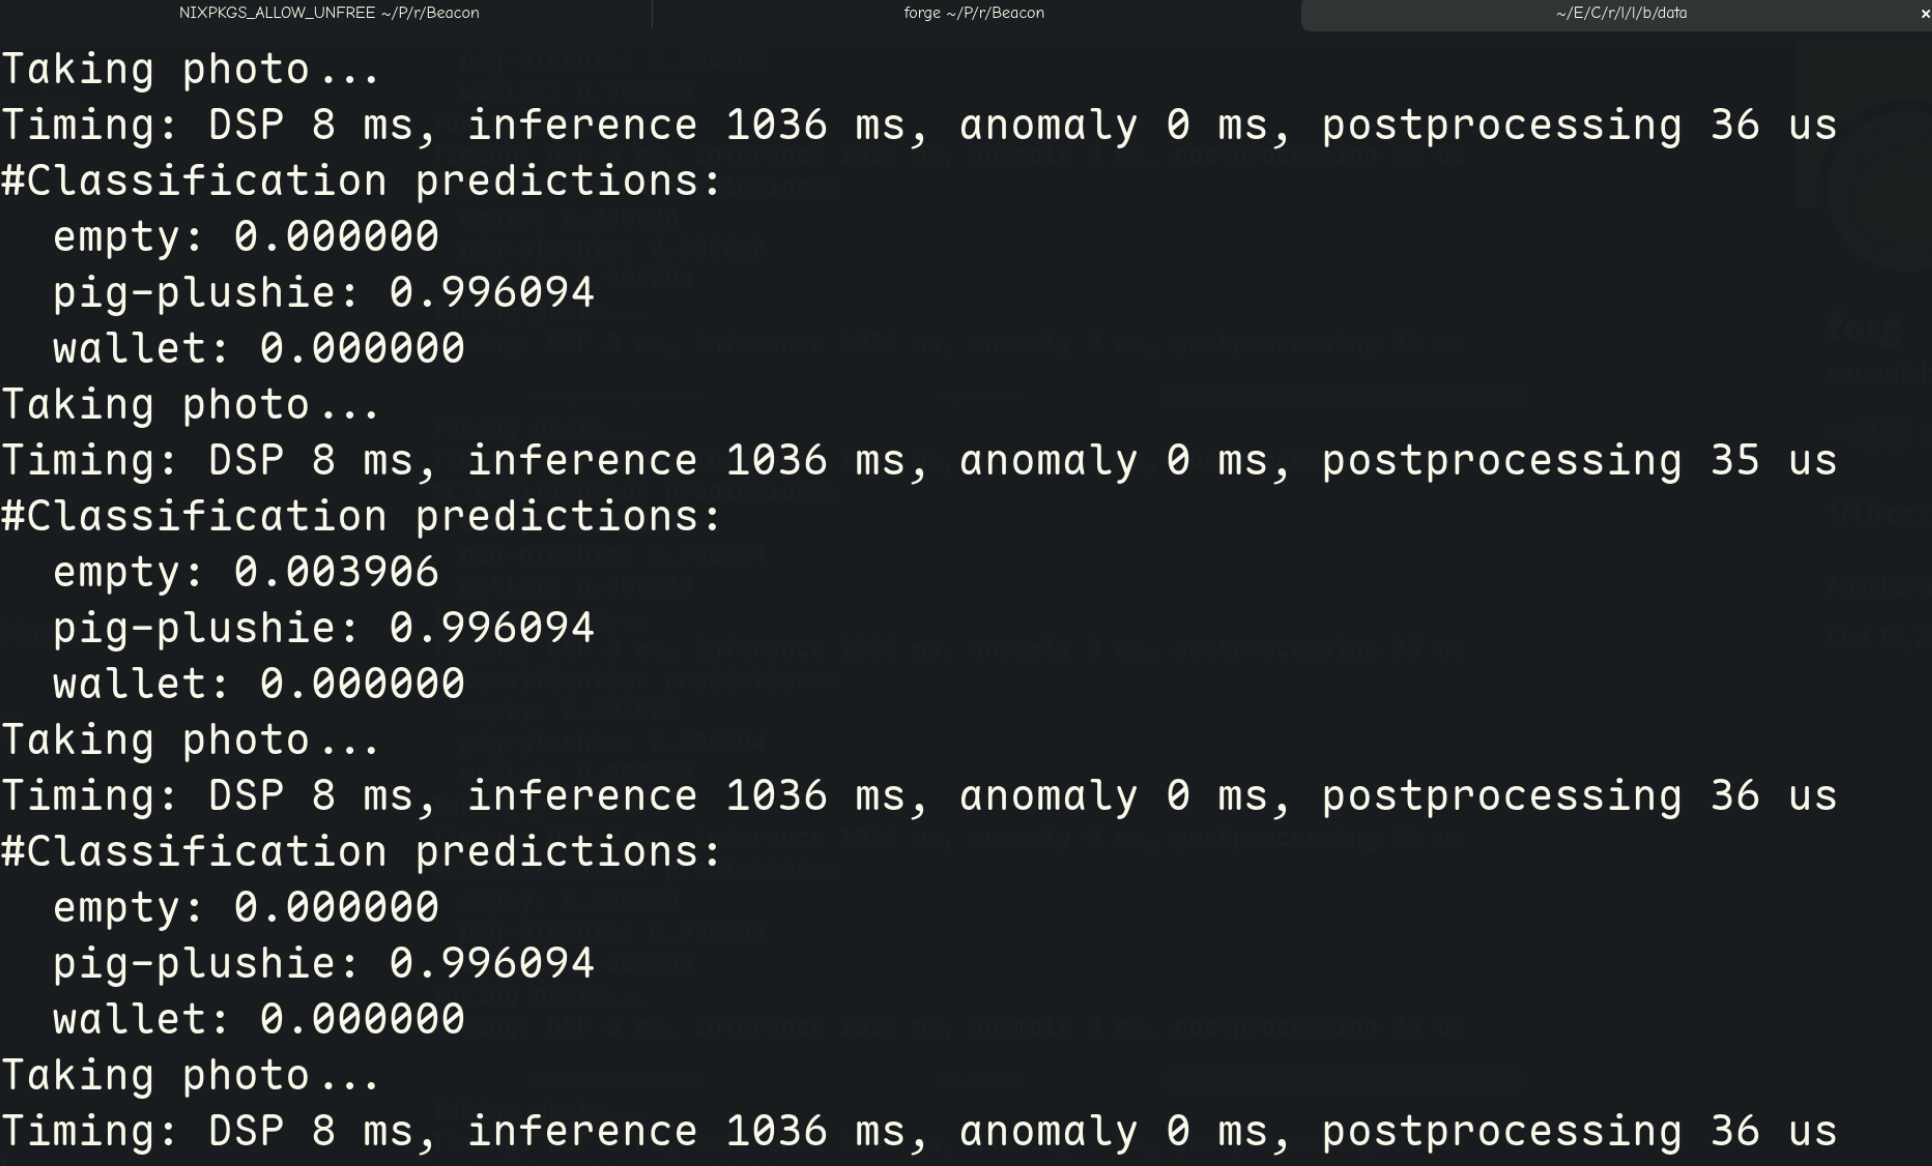 NIXPKGS_ALLOW_UNFREE ~/P/r/Beacon
forge ~/P/r/Beacon
~/E/C/r/l/l/b/data
×
Taking photo...
Timing: DSP 8 ms, inference 1036 ms, anomaly 0 ms, postprocessing 36 us
#Classification predictions:
empty: 0.000000
pig-plushie: 0.996094
wallet: 0.000000
Taking photo...
Timing: DSP 8 ms, inference 1036 ms, anomaly 0 ms, postprocessing 35 us
#Classification predictions:
empty: 0.003906
pig-plushie: 0.996094
wallet: 0.000000
Taking photo...
Timing: DSP 8 ms, inference 1036 ms, anomaly 0 ms, postprocessing 36 us
#Classification predictions:
empty: 0.000000
pig-plushie: 0.996094
wallet: 0.000000
Taking photo...
Timing: DSP 8 ms, inference 1036 ms, anomaly 0 ms, postprocessing 36 us